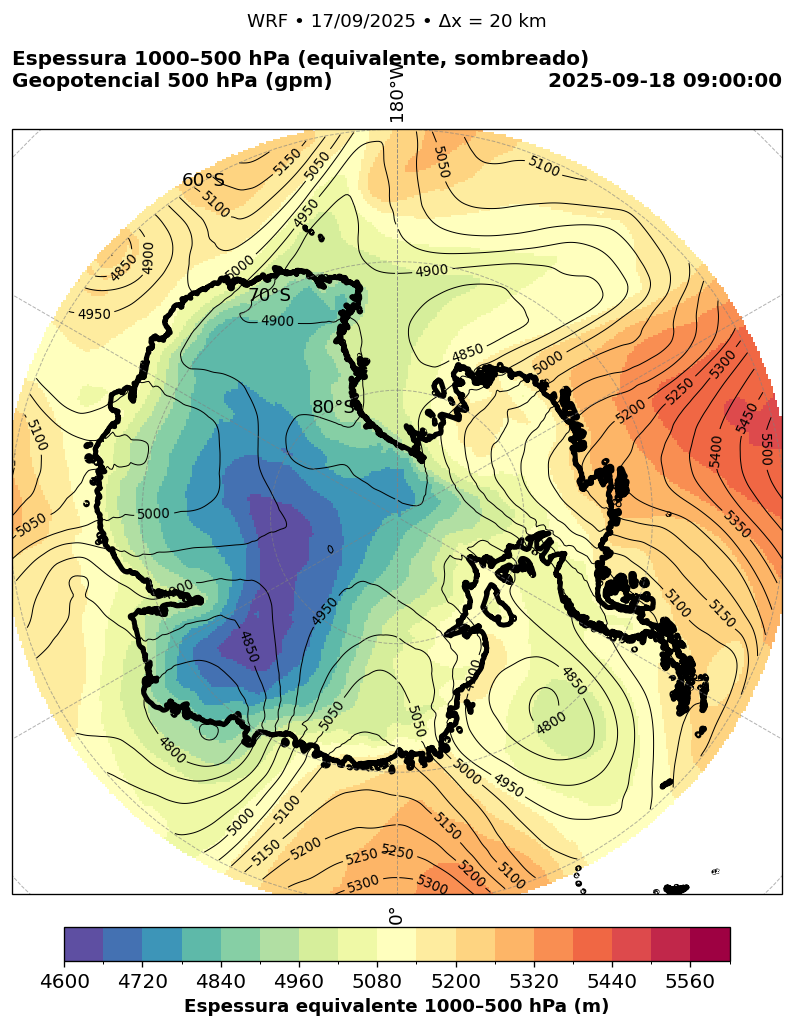 WRF • 17/09/2025 • Δx = 20 km
Espessura 1000–500 hPa (equivalente, sombreado)
Geopotencial 500 hPa (gpm) 2025-09-18 09:00:00
180°W
5150 5050 5050 5100
60°S
5100
4950
4850 4900 5000 4900
70°S
4950 4900
4850 5000 5300
5250
80°S 5200
5450
5100
5400 5500
5000
5050 5350
0
4950 5100 5150
4850 4850
5050 5050 4800
4800
5000 4950
5000 5100 5150
5150 5200 5250 5250 5200 5100
5300 5300
0°
4600 4720 4840 4960 5080 5200 5320 5440 5560
Espessura equivalente 1000–500 hPa (m)